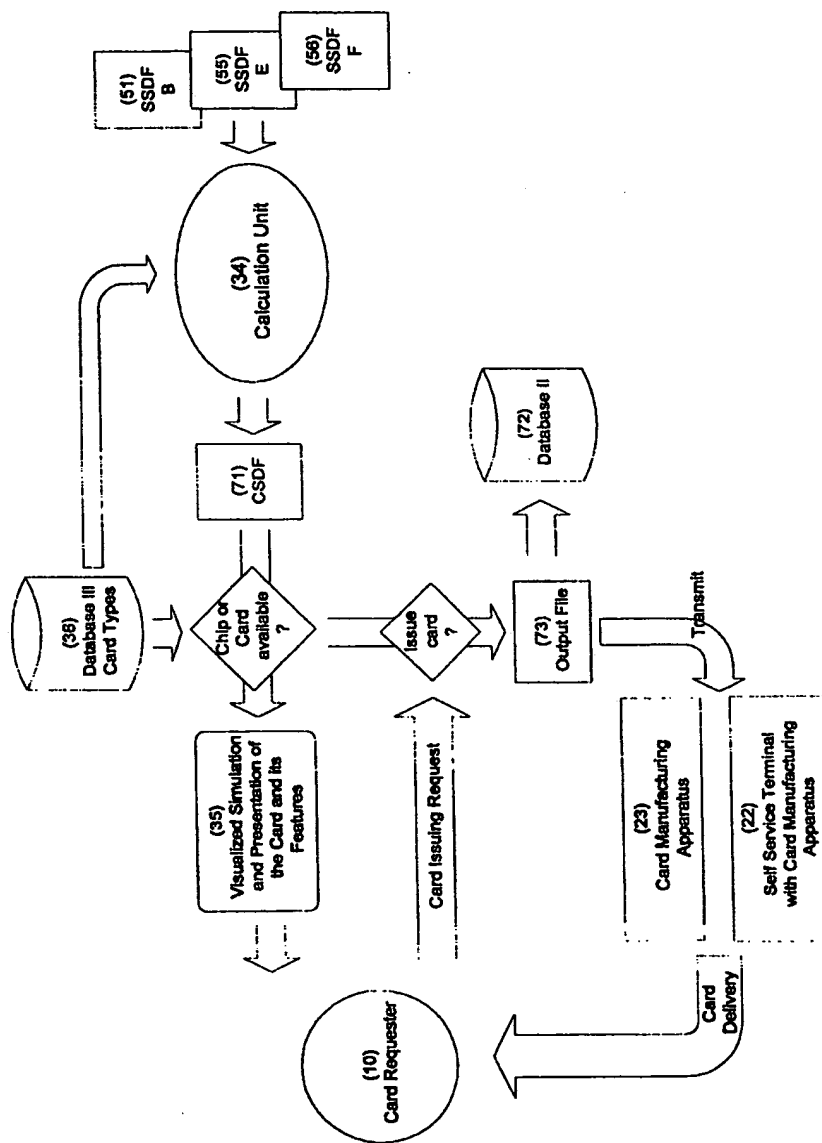 (51)
SSDF
B
(55)
SSDF
E
(56)
SSDF
F
(34)
Calculation Unit
(36)
Database III
Card Types
(71)
CSDF
Chip or
Card
available
?
(35)
Visualized Simulation
and Presentation of
the Card and its
Features
(72)
Database II
Issue
card
?
Card Issuing Request
(10)
Card Requester
(73)
Output File
Transmit
(23)
Card Manufacturing
Apparatus
(22)
Self Service Terminal
with Card Manufacturing
Apparatus
Card
Delivery